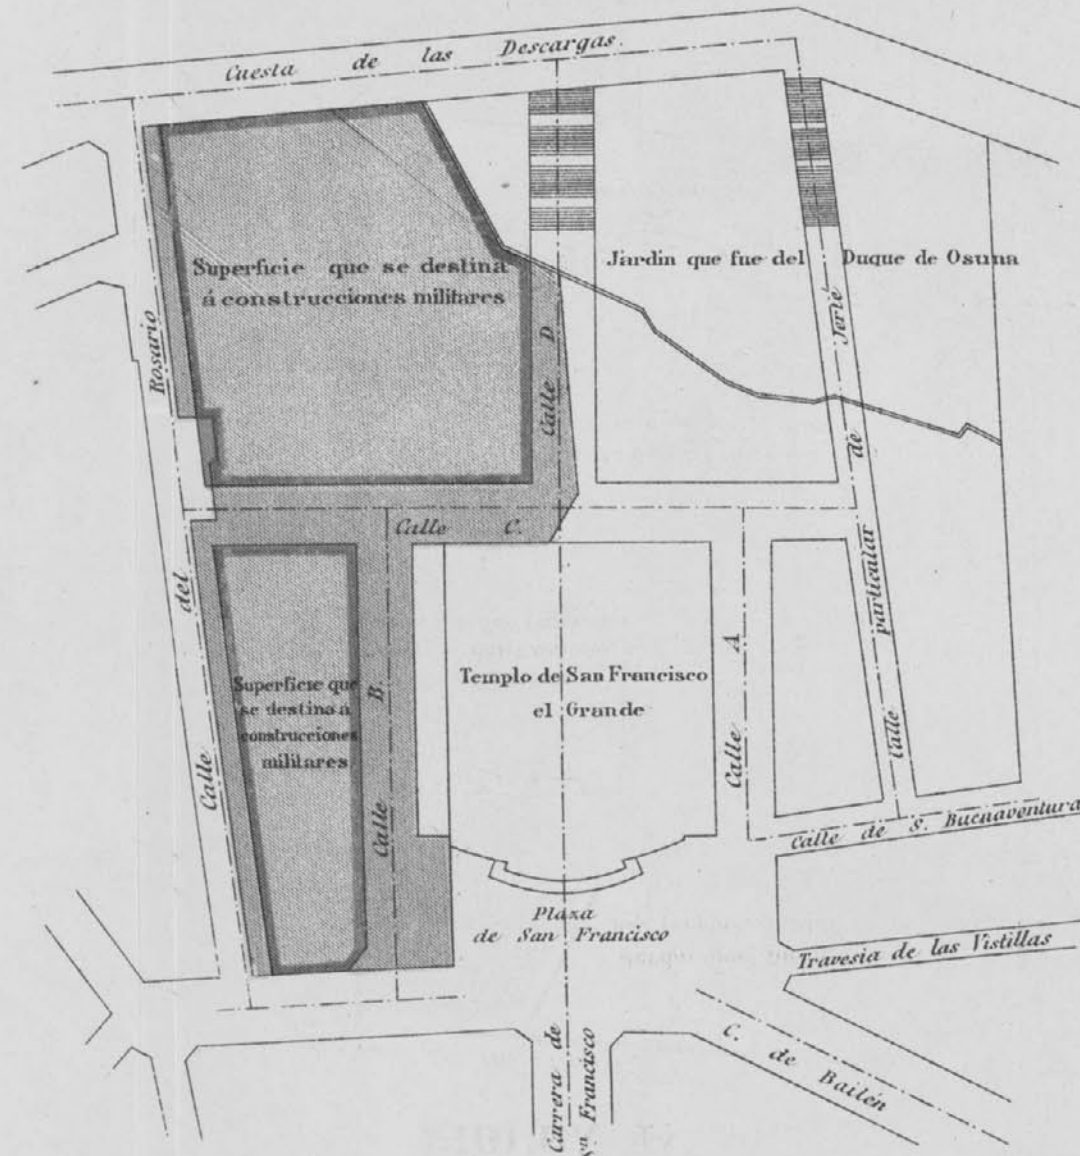 Cuesta de las Descargas.
Superficie que se destina
á construcciones militares
Jardin que fue del Duque de Osuna
Calle del Rosario
Calle D
Calle C.
Calle B.
Calle A
Calle particular de Jerte
Superficie que
se destina a
construcciones
militares
Templo de San Francisco
el Grande
Calle de S. Buenaventura
Plaza
de San Francisco
Travesia de las Vistillas
C. de Bailén
Carrera de
Sn. Francisco